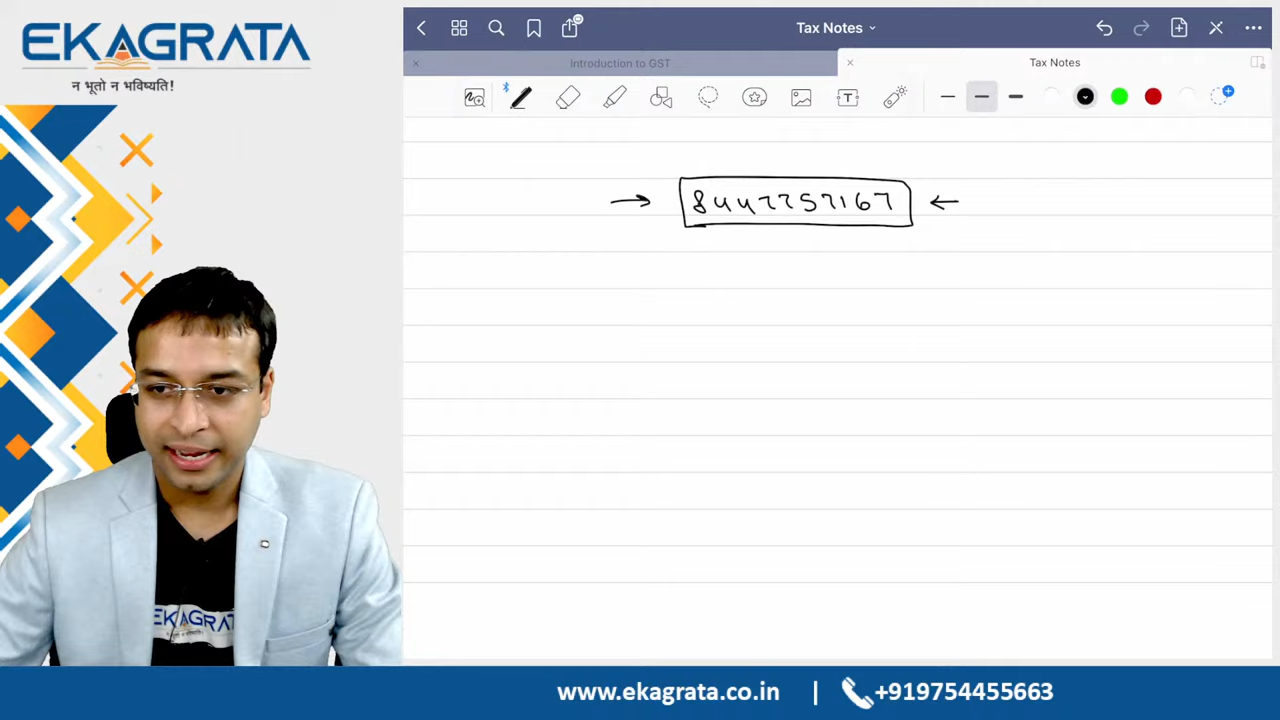 EKAGRATA
न भूतो न भविष्यति!
Tax Notes
Introduction to GST
Tax Notes
T
→ 8447757167 ←
EKAGRATA
www.ekagrata.co.in | +919754455663